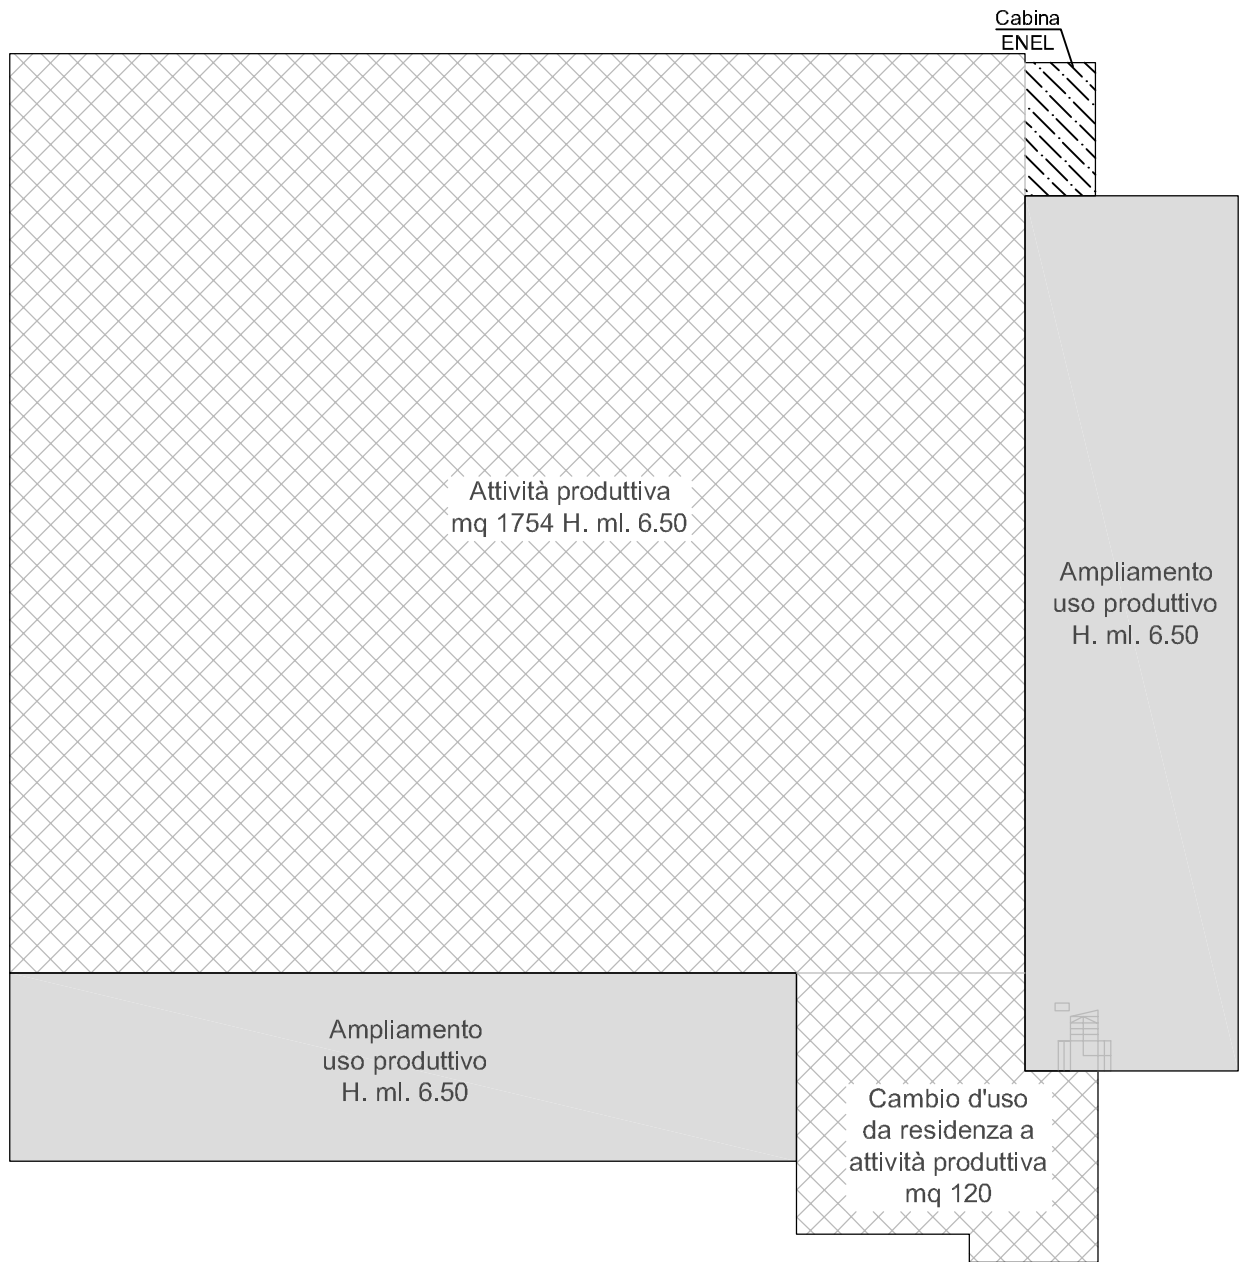 Cabina
ENEL
Attività produttiva
mq 1754 H. ml. 6.50
Ampliamento
uso produttivo
H. ml. 6.50
Ampliamento
uso produttivo
H. ml. 6.50
Cambio d'uso
da residenza a
attività produttiva
mq 120